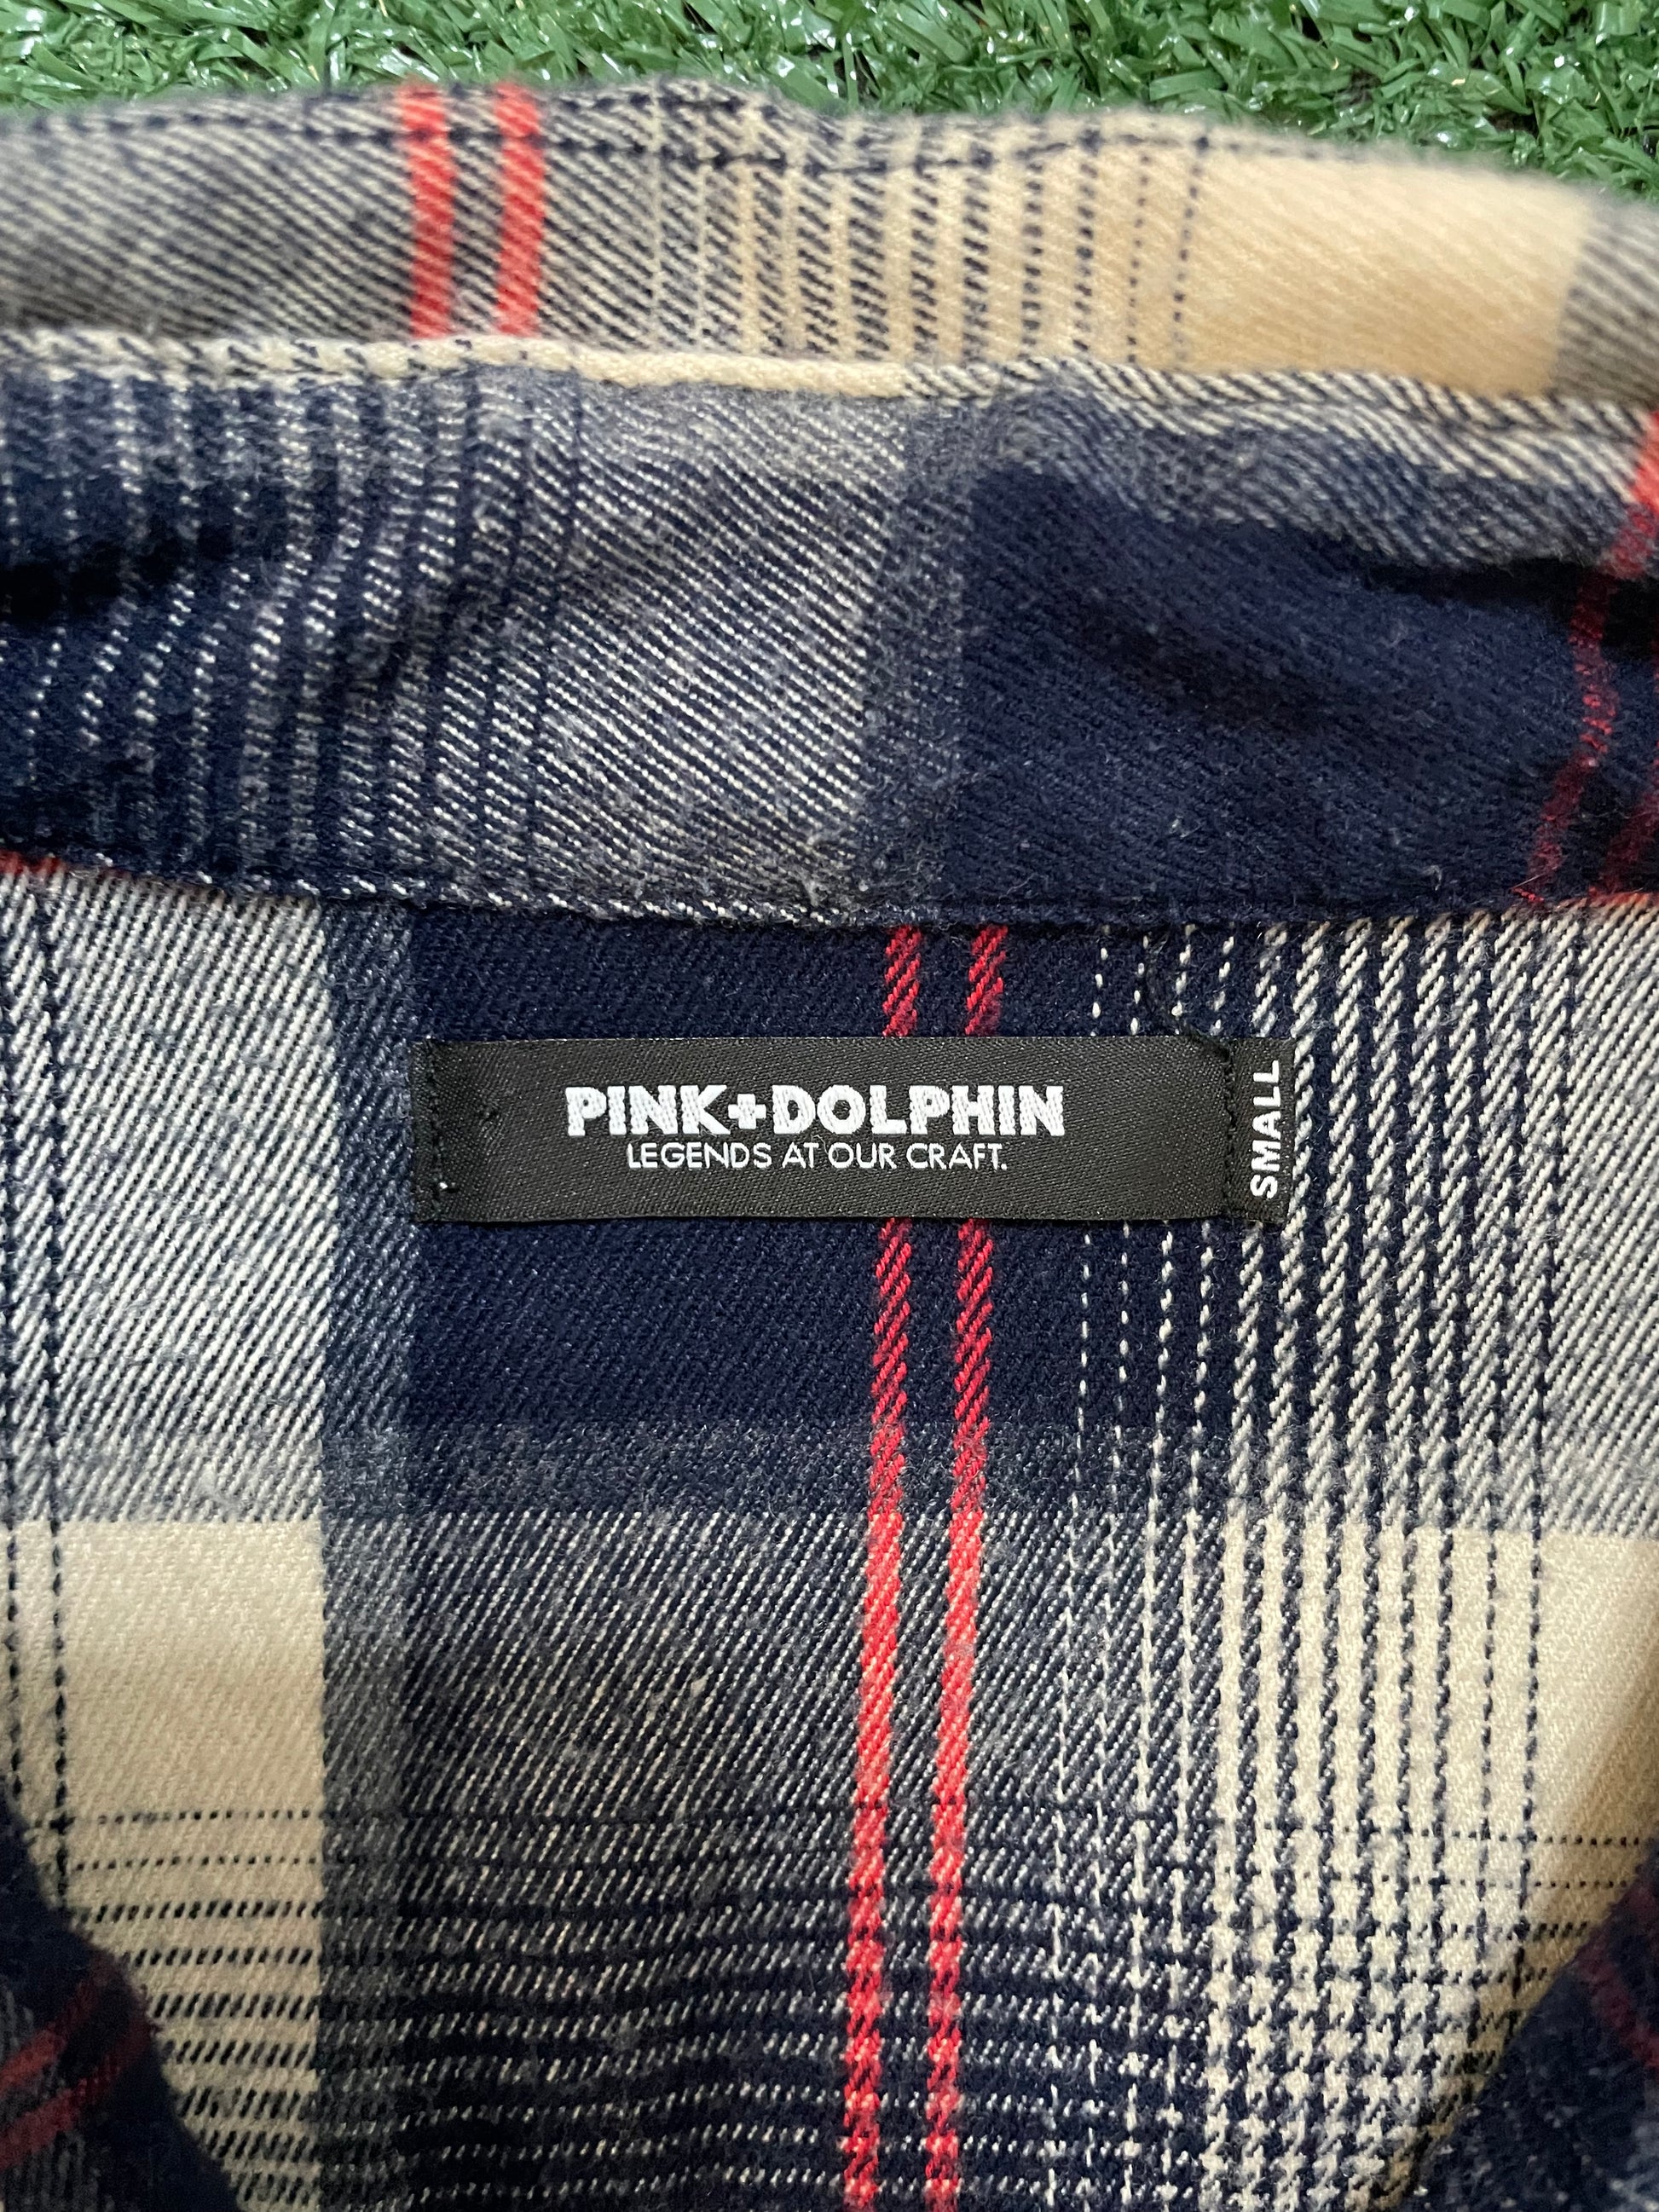 PINK+DOLPHIN
LEGENDS AT OUR CRAFT.
SMALL